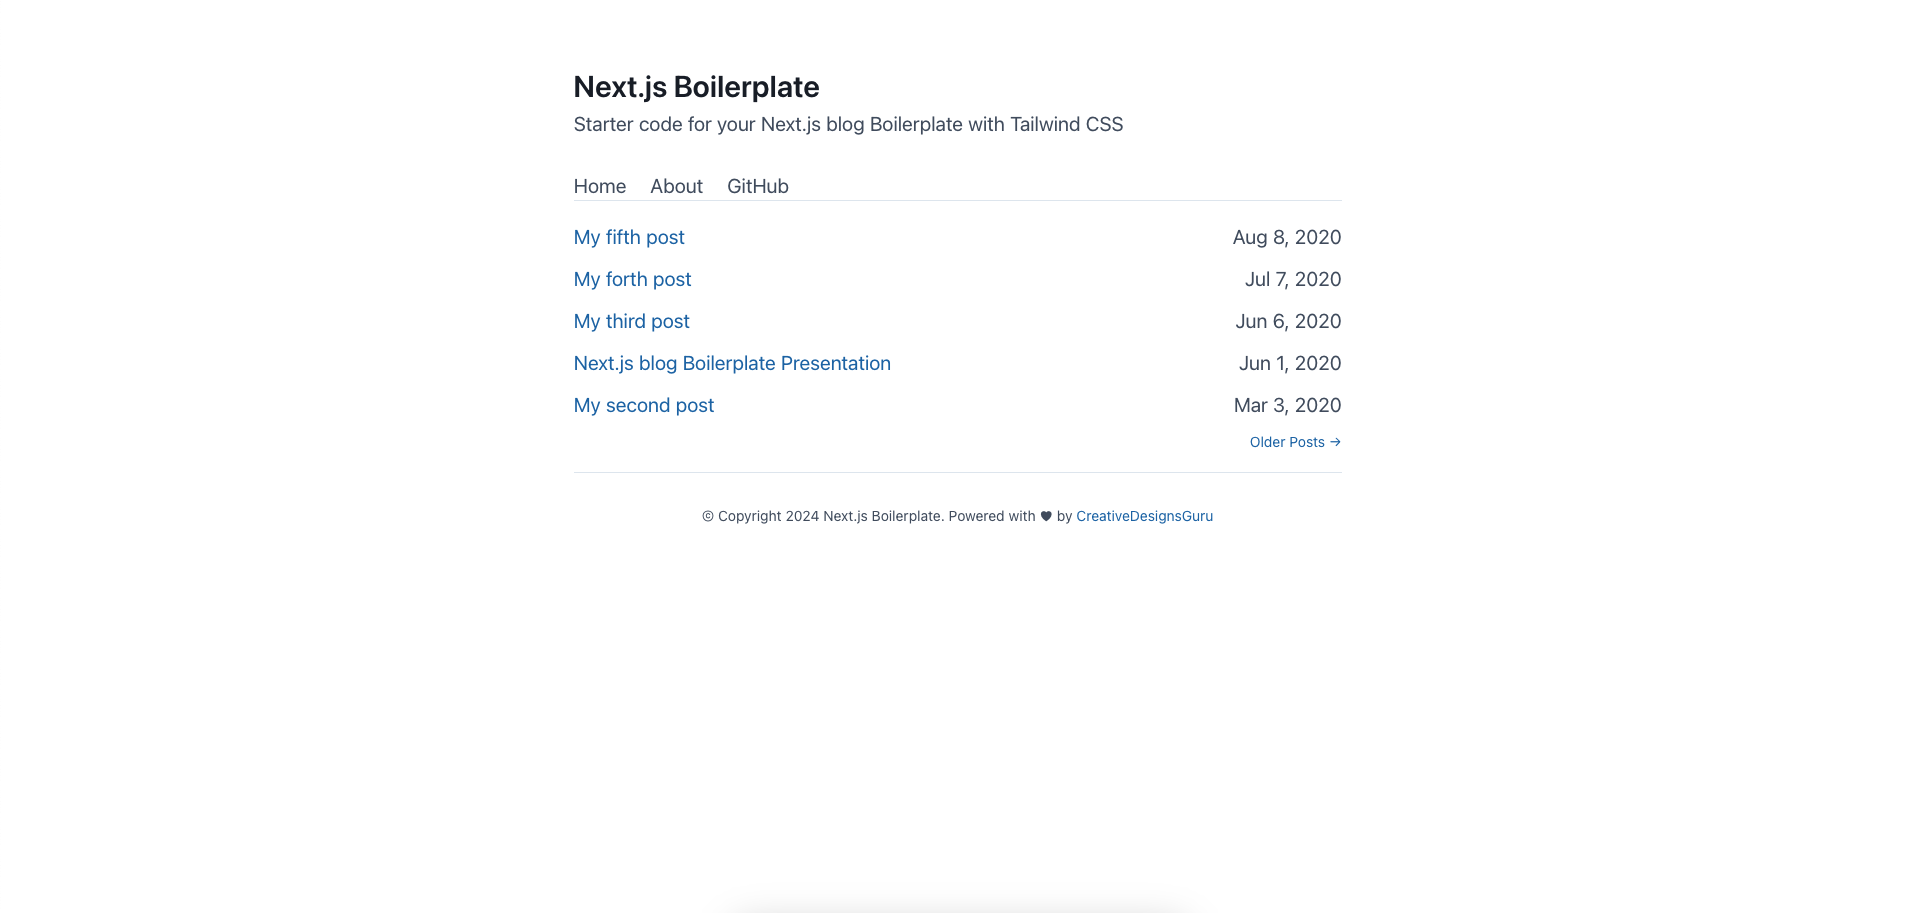 Next.js Boilerplate
Starter code for your Next.js blog Boilerplate with Tailwind CSS
Home About GitHub
My fifth post Aug 8, 2020
My forth post Jul 7, 2020
My third post Jun 6, 2020
Next.js blog Boilerplate Presentation Jun 1, 2020
My second post Mar 3, 2020
Older Posts →
© Copyright 2024 Next.js Boilerplate. Powered with ♥ by CreativeDesignsGuru